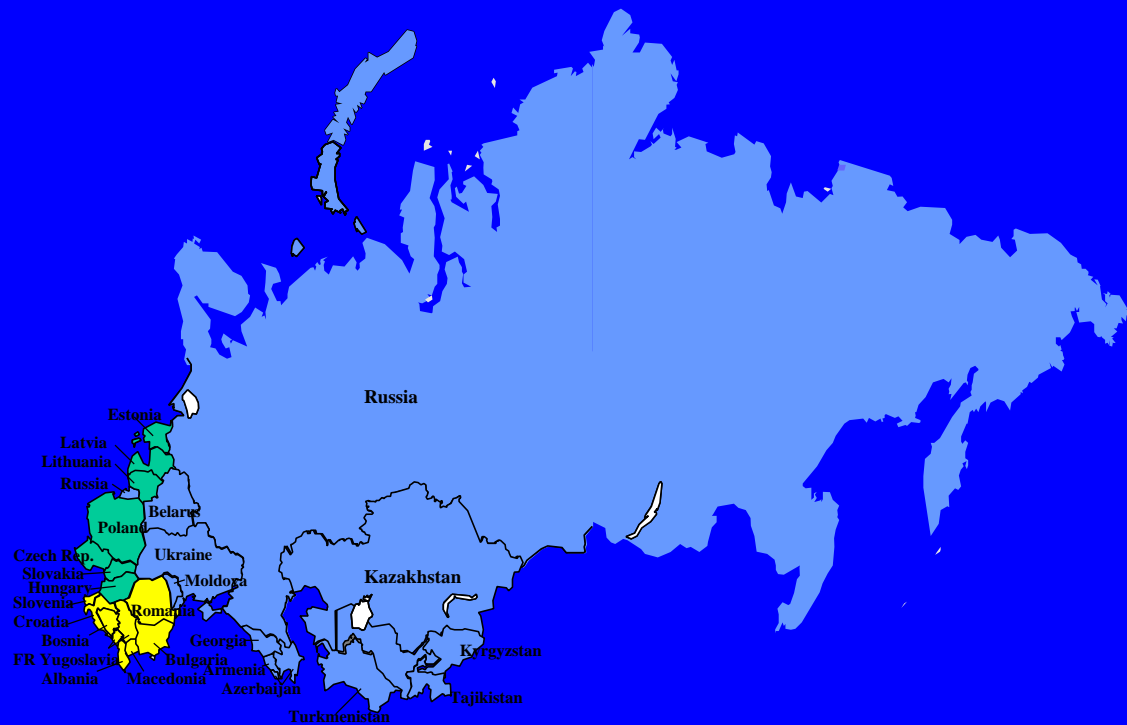 Russia
Estonia
Latvia
Lithuania
Russia
Belarus
Poland
Ukraine
Czech Rep.
Slovakia
Kazakhstan
Moldova
Hungary
Slovenia
Romania
Croatia
Bosnia
Georgia
Kyrgyzstan
FR Yugoslavia
Bulgaria
Armenia
Albania
Macedonia
Azerbaijan
Tajikistan
Turkmenistan